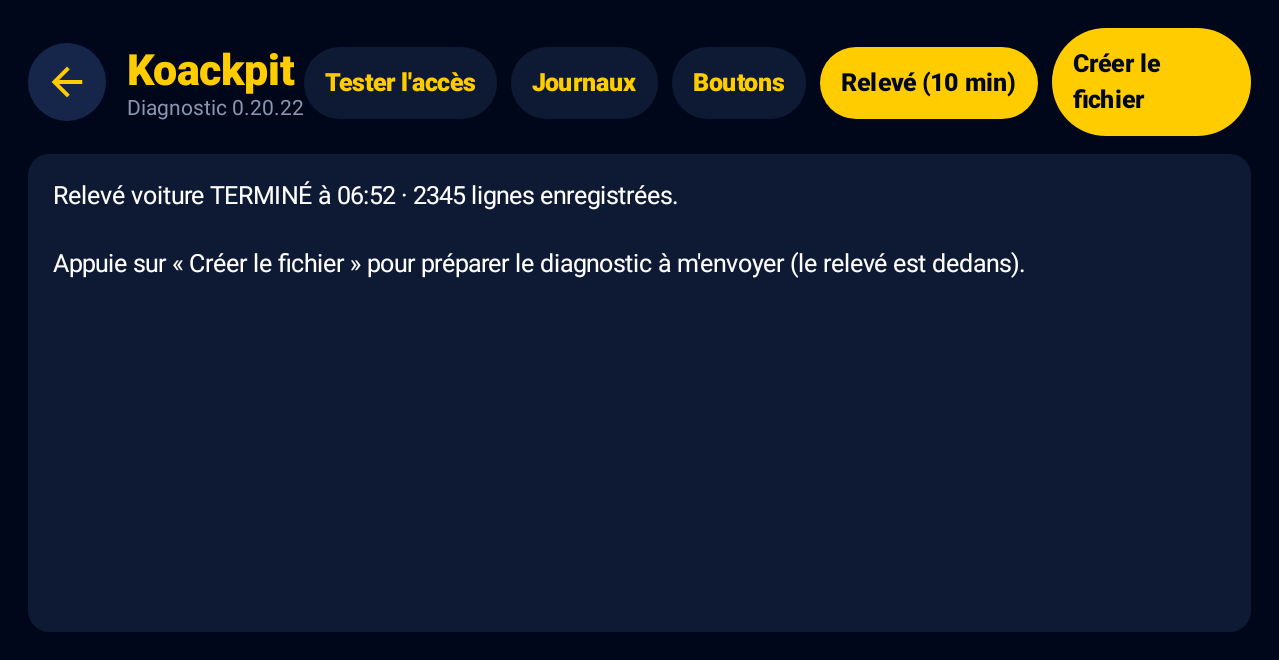 Koackpit
Diagnostic 0.20.22
Tester l'accès
Journaux
Boutons
Relevé (10 min)
Créer le
fichier
Relevé voiture TERMINÉ à 06:52 · 2345 lignes enregistrées.
Appuie sur « Créer le fichier » pour préparer le diagnostic à m'envoyer (le relevé est dedans).